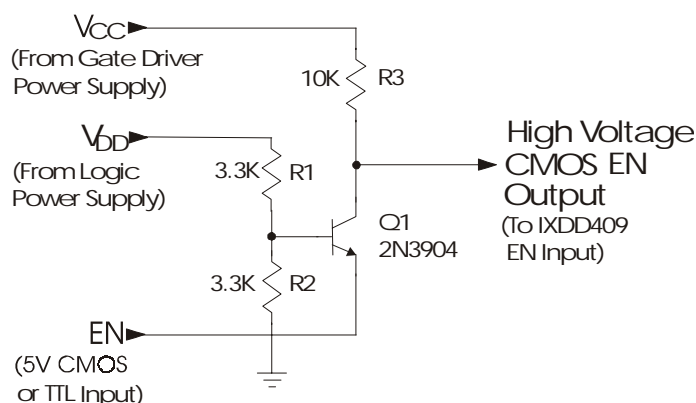 VCC
(From Gate Driver
Power Supply)
10K
R3
VDD
(From Logic
Power Supply)
3.3K
R1
High Voltage
CMOS EN
Output
(To IXDD409
EN Input)
Q1
2N3904
3.3K
R2
EN
(5V CMOS
or TTL Input)